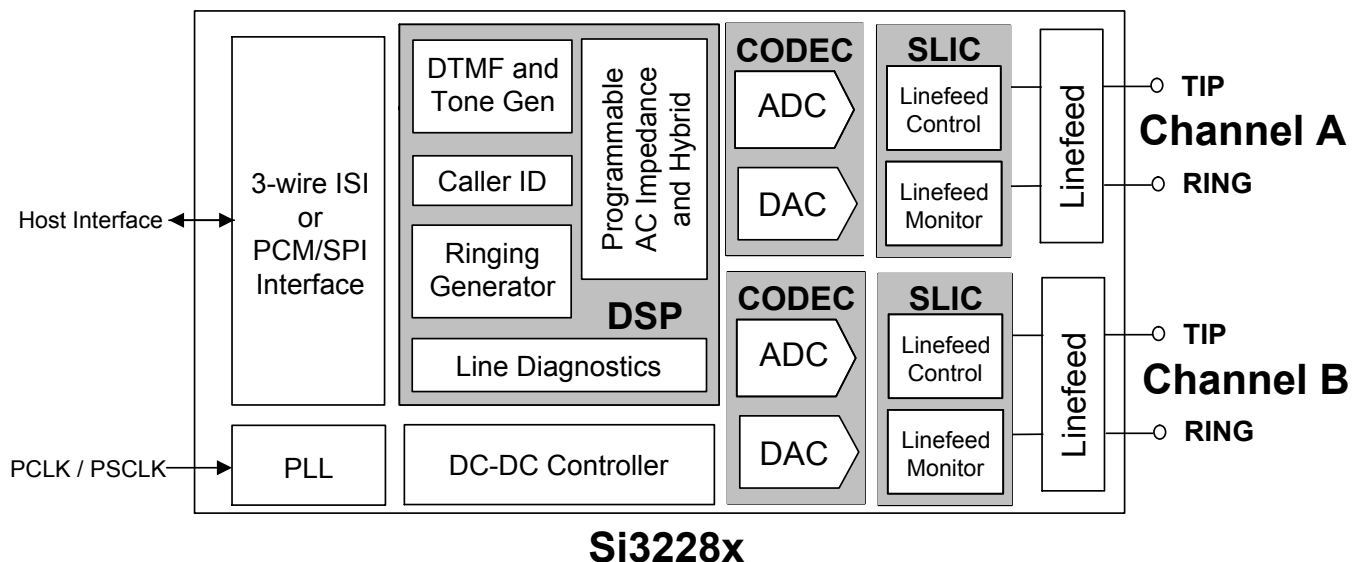 Host Interface
PCLK / PSCLK
3-wire ISI
or
PCM/SPI
Interface
PLL
DTMF and
Tone Gen
Caller ID
Ringing
Generator
Programmable
AC Impedance
and Hybrid
DSP
Line Diagnostics
DC-DC Controller
CODEC
ADC
DAC
SLIC
Linefeed
Control
Linefeed
Monitor
Linefeed
TIP
Channel A
RING
CODEC
ADC
DAC
SLIC
Linefeed
Control
Linefeed
Monitor
Linefeed
TIP
Channel B
RING
Si3228x